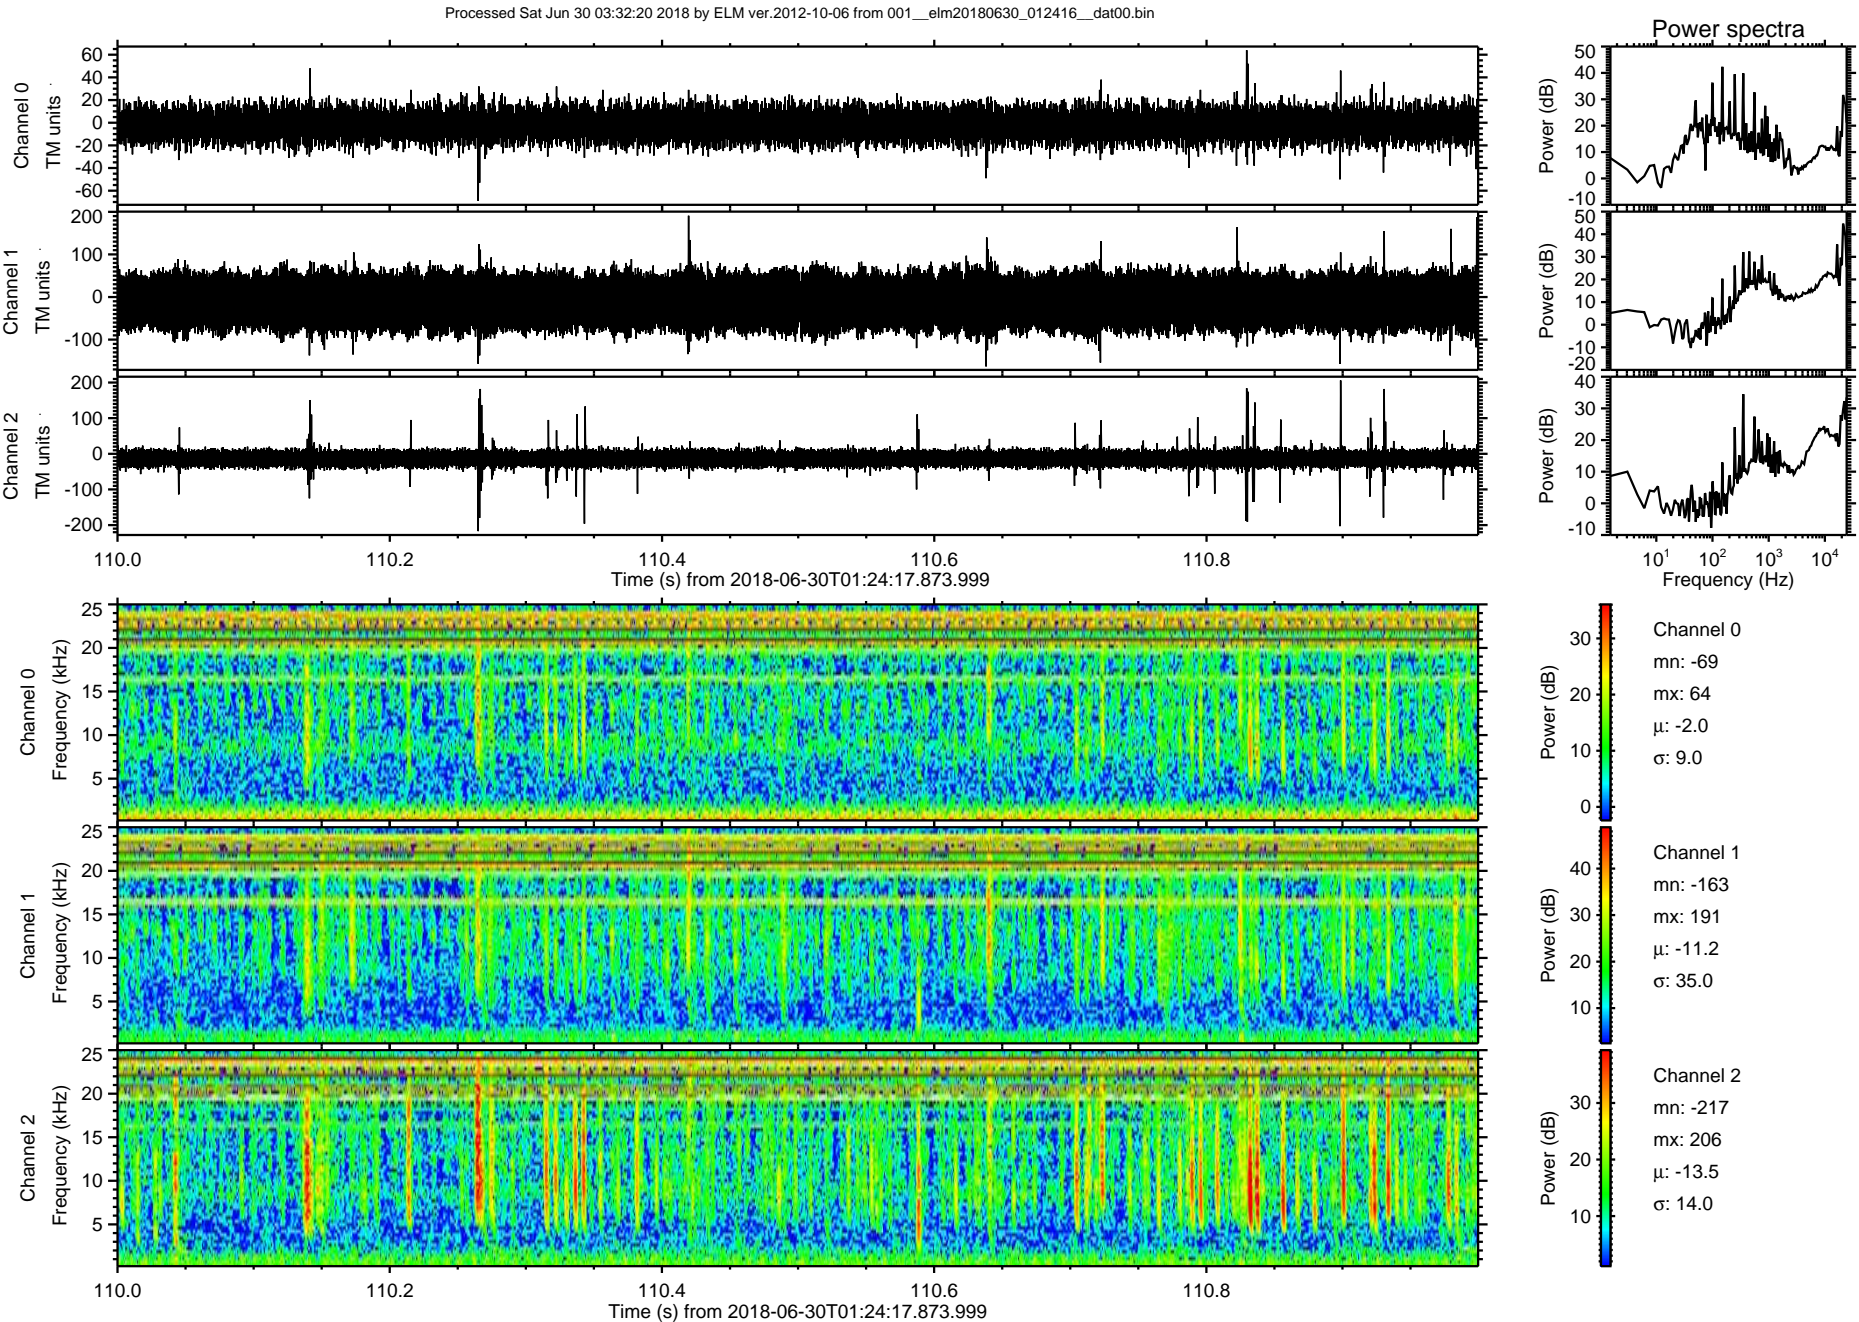 Processed Sat Jun 30 03:32:20 2018 by ELM ver.2012-10-06 from 001__elm20180630_012416__dat00.bin
Power spectra
Channel 0
TM units
60
40
20
0
-20
-40
-60
Power (dB)
50
40
30
20
10
0
-10
Channel 1
TM units
200
100
0
-100
Power (dB)
50
40
30
20
10
0
-10
-20
Channel 2
TM units
200
100
0
-100
-200
Power (dB)
40
30
20
10
0
-10
110.0 110.2 110.4 110.6 110.8
Time (s) from 2018-06-30T01:24:17.873.999
10^1 10^2 10^3 10^4
Frequency (Hz)
Channel 0
Frequency (kHz)
25
20
15
10
5
Power (dB)
30
20
10
0
Channel 0
mn: -69
mx: 64
μ: -2.0
σ: 9.0
Channel 1
Frequency (kHz)
25
20
15
10
5
Power (dB)
40
30
20
10
Channel 1
mn: -163
mx: 191
μ: -11.2
σ: 35.0
Channel 2
Frequency (kHz)
25
20
15
10
5
Power (dB)
30
20
10
Channel 2
mn: -217
mx: 206
μ: -13.5
σ: 14.0
110.0 110.2 110.4 110.6 110.8
Time (s) from 2018-06-30T01:24:17.873.999